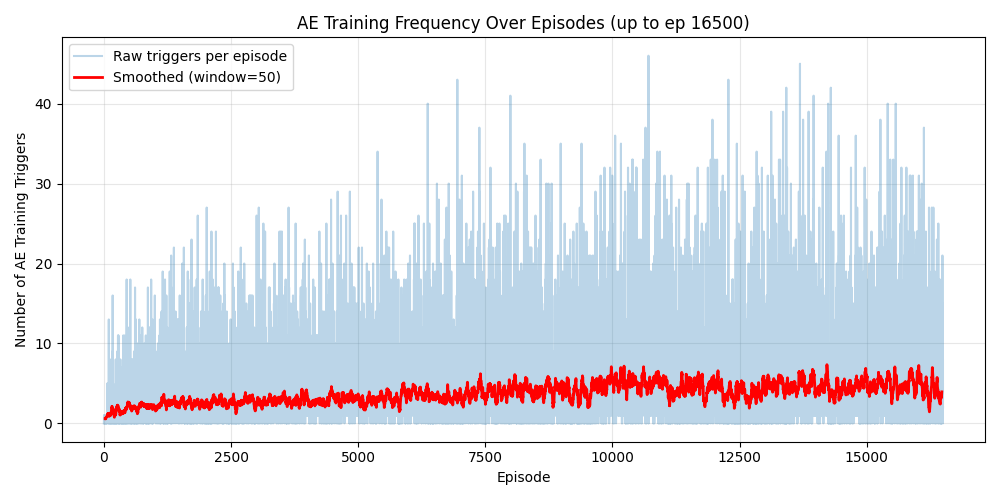 AE Training Frequency Over Episodes (up to ep 16500)
Raw triggers per episode
Smoothed (window=50)
Number of AE Training Triggers
40
30
20
10
0
0 2500 5000 7500 10000 12500 15000
Episode